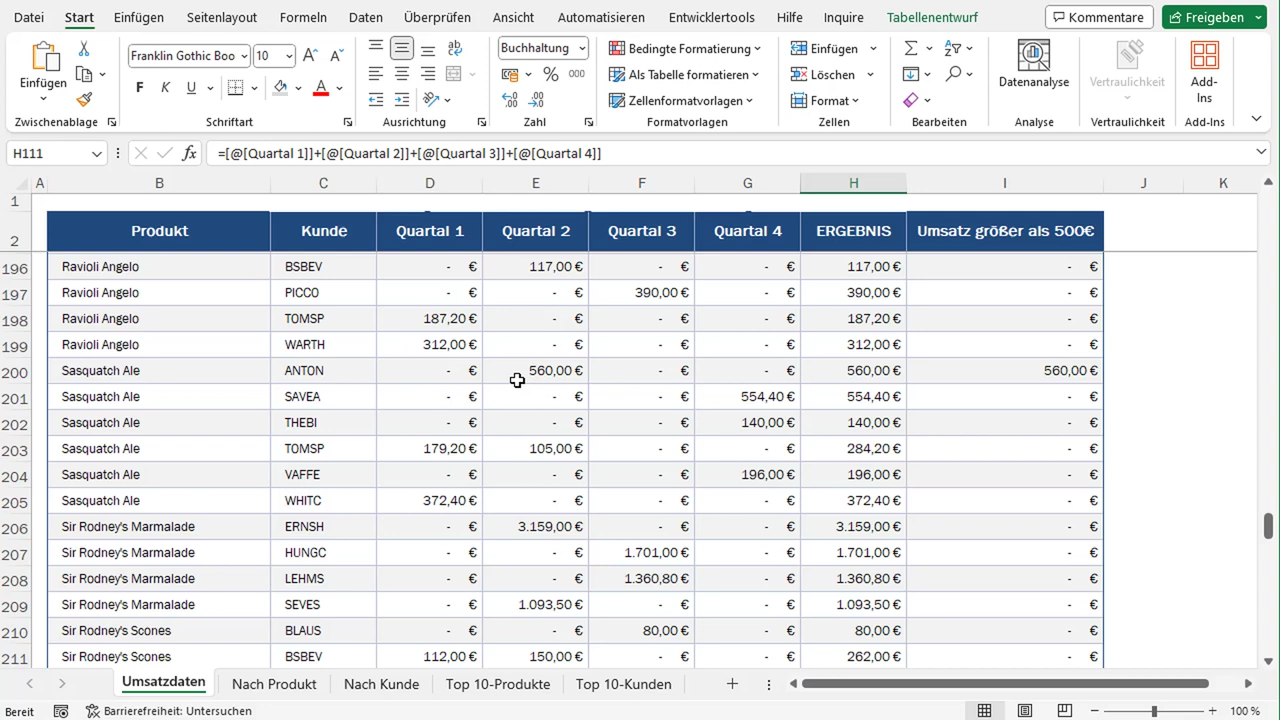 Datei Start Einfügen Seitenlayout Formeln Daten Überprüfen Ansicht Automatisieren Entwicklertools Hilfe Inquire Tabellenentwurf Kommentare Freigeben
Franklin Gothic Boo 10 Buchhaltung Bedingte Formatierung Einfügen
Einfügen Als Tabelle formatieren Löschen Datenanalyse Vertraulichkeit Add-Ins
F K U A % 000 Zellenformatvorlagen Format
Zwischenablage Schriftart Ausrichtung Zahl Formatvorlagen Zellen Bearbeiten Analyse Vertraulichkeit Add-Ins
H111 fx =[@[Quartal 1]]+[@[Quartal 2]]+[@[Quartal 3]]+[@[Quartal 4]]
A B C D E F G H I J K
1
2 Produkt Kunde Quartal 1 Quartal 2 Quartal 3 Quartal 4 ERGEBNIS Umsatz größer als 500€
196 Ravioli Angelo BSBEV - € 117,00 € - € - € 117,00 € - €
197 Ravioli Angelo PICCO - € - € 390,00 € - € 390,00 € - €
198 Ravioli Angelo TOMSP 187,20 € - € - € - € 187,20 € - €
199 Ravioli Angelo WARTH 312,00 € - € - € - € 312,00 € - €
200 Sasquatch Ale ANTON - € 560,00 € - € - € 560,00 € 560,00 €
201 Sasquatch Ale SAVEA - € - € - € 554,40 € 554,40 € - €
202 Sasquatch Ale THEBI - € - € - € 140,00 € 140,00 € - €
203 Sasquatch Ale TOMSP 179,20 € 105,00 € - € - € 284,20 € - €
204 Sasquatch Ale VAFFE - € - € - € 196,00 € 196,00 € - €
205 Sasquatch Ale WHITC 372,40 € - € - € - € 372,40 € - €
206 Sir Rodney's Marmalade ERNSH - € 3.159,00 € - € - € 3.159,00 € - €
207 Sir Rodney's Marmalade HUNGC - € - € 1.701,00 € - € 1.701,00 € - €
208 Sir Rodney's Marmalade LEHMS - € - € 1.360,80 € - € 1.360,80 € - €
209 Sir Rodney's Marmalade SEVES - € 1.093,50 € - € - € 1.093,50 € - €
210 Sir Rodney's Scones BLAUS - € - € 80,00 € - € 80,00 € - €
211 Sir Rodney's Scones BSBEV 112,00 € 150,00 € - € - € 262,00 € - €
Umsatzdaten Nach Produkt Nach Kunde Top 10-Produkte Top 10-Kunden
Bereit Barrierefreiheit: Untersuchen 100 %